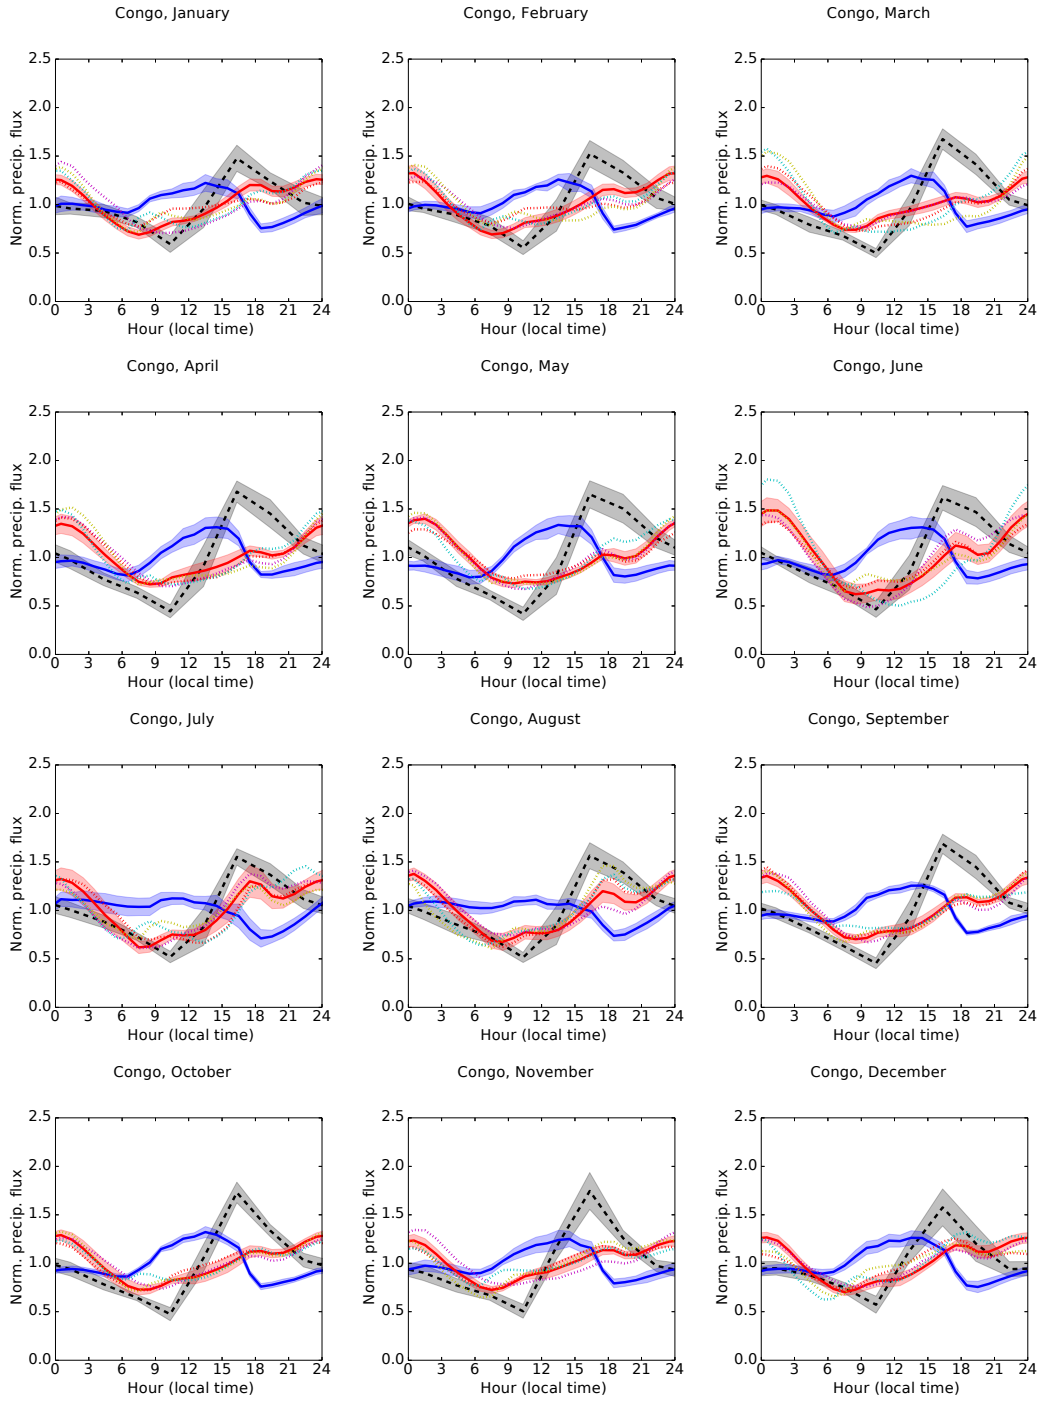 Congo, January
2.5
2.0
1.5
1.0
0.5
0.0
Norm. precip. flux
0 3 6 9 12 15 18 21 24
Hour (local time)
Congo, February
2.5
2.0
1.5
1.0
0.5
0.0
Norm. precip. flux
0 3 6 9 12 15 18 21 24
Hour (local time)
Congo, March
2.5
2.0
1.5
1.0
0.5
0.0
Norm. precip. flux
0 3 6 9 12 15 18 21 24
Hour (local time)
Congo, April
2.5
2.0
1.5
1.0
0.5
0.0
Norm. precip. flux
0 3 6 9 12 15 18 21 24
Hour (local time)
Congo, May
2.5
2.0
1.5
1.0
0.5
0.0
Norm. precip. flux
0 3 6 9 12 15 18 21 24
Hour (local time)
Congo, June
2.5
2.0
1.5
1.0
0.5
0.0
Norm. precip. flux
0 3 6 9 12 15 18 21 24
Hour (local time)
Congo, July
2.5
2.0
1.5
1.0
0.5
0.0
Norm. precip. flux
0 3 6 9 12 15 18 21 24
Hour (local time)
Congo, August
2.5
2.0
1.5
1.0
0.5
0.0
Norm. precip. flux
0 3 6 9 12 15 18 21 24
Hour (local time)
Congo, September
2.5
2.0
1.5
1.0
0.5
0.0
Norm. precip. flux
0 3 6 9 12 15 18 21 24
Hour (local time)
Congo, October
2.5
2.0
1.5
1.0
0.5
0.0
Norm. precip. flux
0 3 6 9 12 15 18 21 24
Hour (local time)
Congo, November
2.5
2.0
1.5
1.0
0.5
0.0
Norm. precip. flux
0 3 6 9 12 15 18 21 24
Hour (local time)
Congo, December
2.5
2.0
1.5
1.0
0.5
0.0
Norm. precip. flux
0 3 6 9 12 15 18 21 24
Hour (local time)